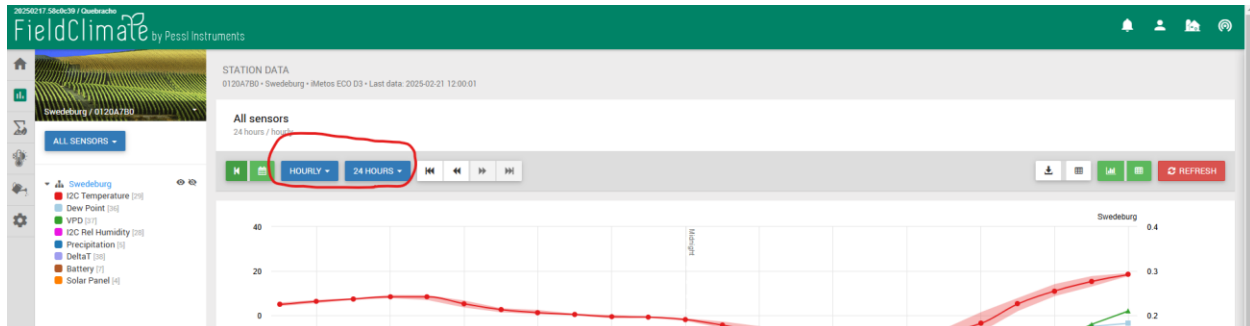 20250217.58c0c39 / Quebracho
FieldClimate by Pessl Instruments
Swedeburg / 0120A7B0
ALL SENSORS
Swedeburg
I2C Temperature [29]
Dew Point [36]
VPD [37]
I2C Rel Humidity [28]
Precipitation [5]
DeltaT [38]
Battery [7]
Solar Panel [4]
STATION DATA
0120A7B0 • Swedeburg • iMetos ECO D3 • Last data: 2025-02-21 12:00:01
All sensors
24 hours / hourly
HOURLY
24 HOURS
REFRESH
Swedeburg
40
Midnight
0.4
20
0.3
0
0.2